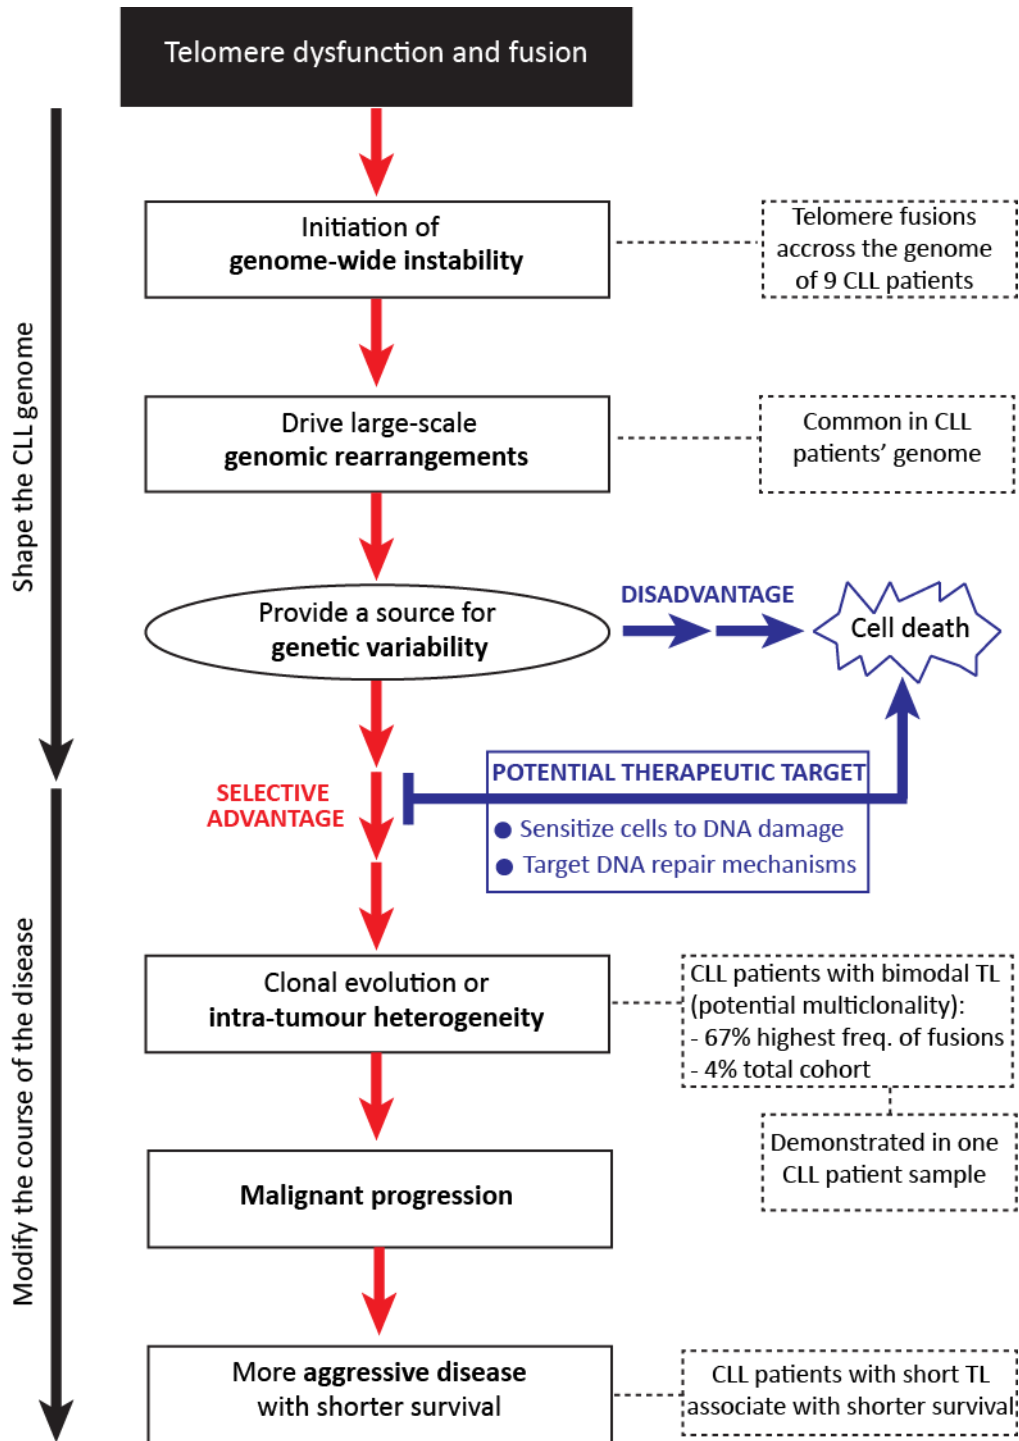 Telomere dysfunction and fusion
Initiation of
genome-wide instability
Telomere fusions
accross the genome
of 9 CLL patients
Drive large-scale
genomic rearrangements
Common in CLL
patients' genome
Shape the CLL genome
Provide a source for
genetic variability
DISADVANTAGE
Cell death
SELECTIVE
ADVANTAGE
POTENTIAL THERAPEUTIC TARGET
● Sensitize cells to DNA damage
● Target DNA repair mechanisms
Modify the course of the disease
Clonal evolution or
intra-tumour heterogeneity
CLL patients with bimodal TL
(potential multiclonality):
- 67% highest freq. of fusions
- 4% total cohort
Demonstrated in one
CLL patient sample
Malignant progression
More aggressive disease
with shorter survival
CLL patients with short TL
associate with shorter survival